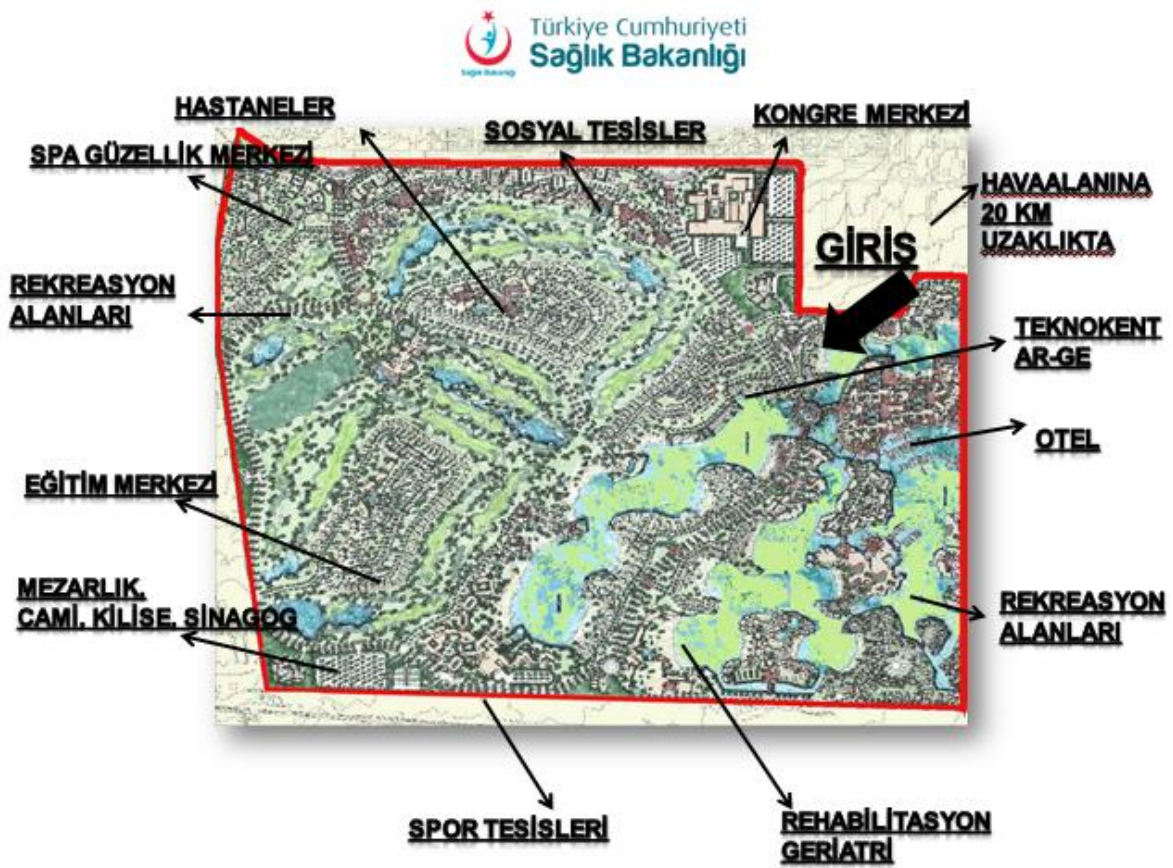 Türkiye Cumhuriyeti
Sağlık Bakanlığı
Sağlık Bakanlığı
HASTANELER
SOSYAL TESİSLER
KONGRE MERKEZİ
SPA GÜZELLİK MERKEZİ
HAVAALANINA
20 KM
UZAKLIKTA
GİRİŞ
REKREASYON
ALANLARI
TEKNOKENT
AR-GE
OTEL
EĞİTİM MERKEZİ
MEZARLIK,
CAMİ, KİLİSE, SİNAGOG
REKREASYON
ALANLARI
SPOR TESİSLERİ
REHABİLİTASYON
GERİATRİ